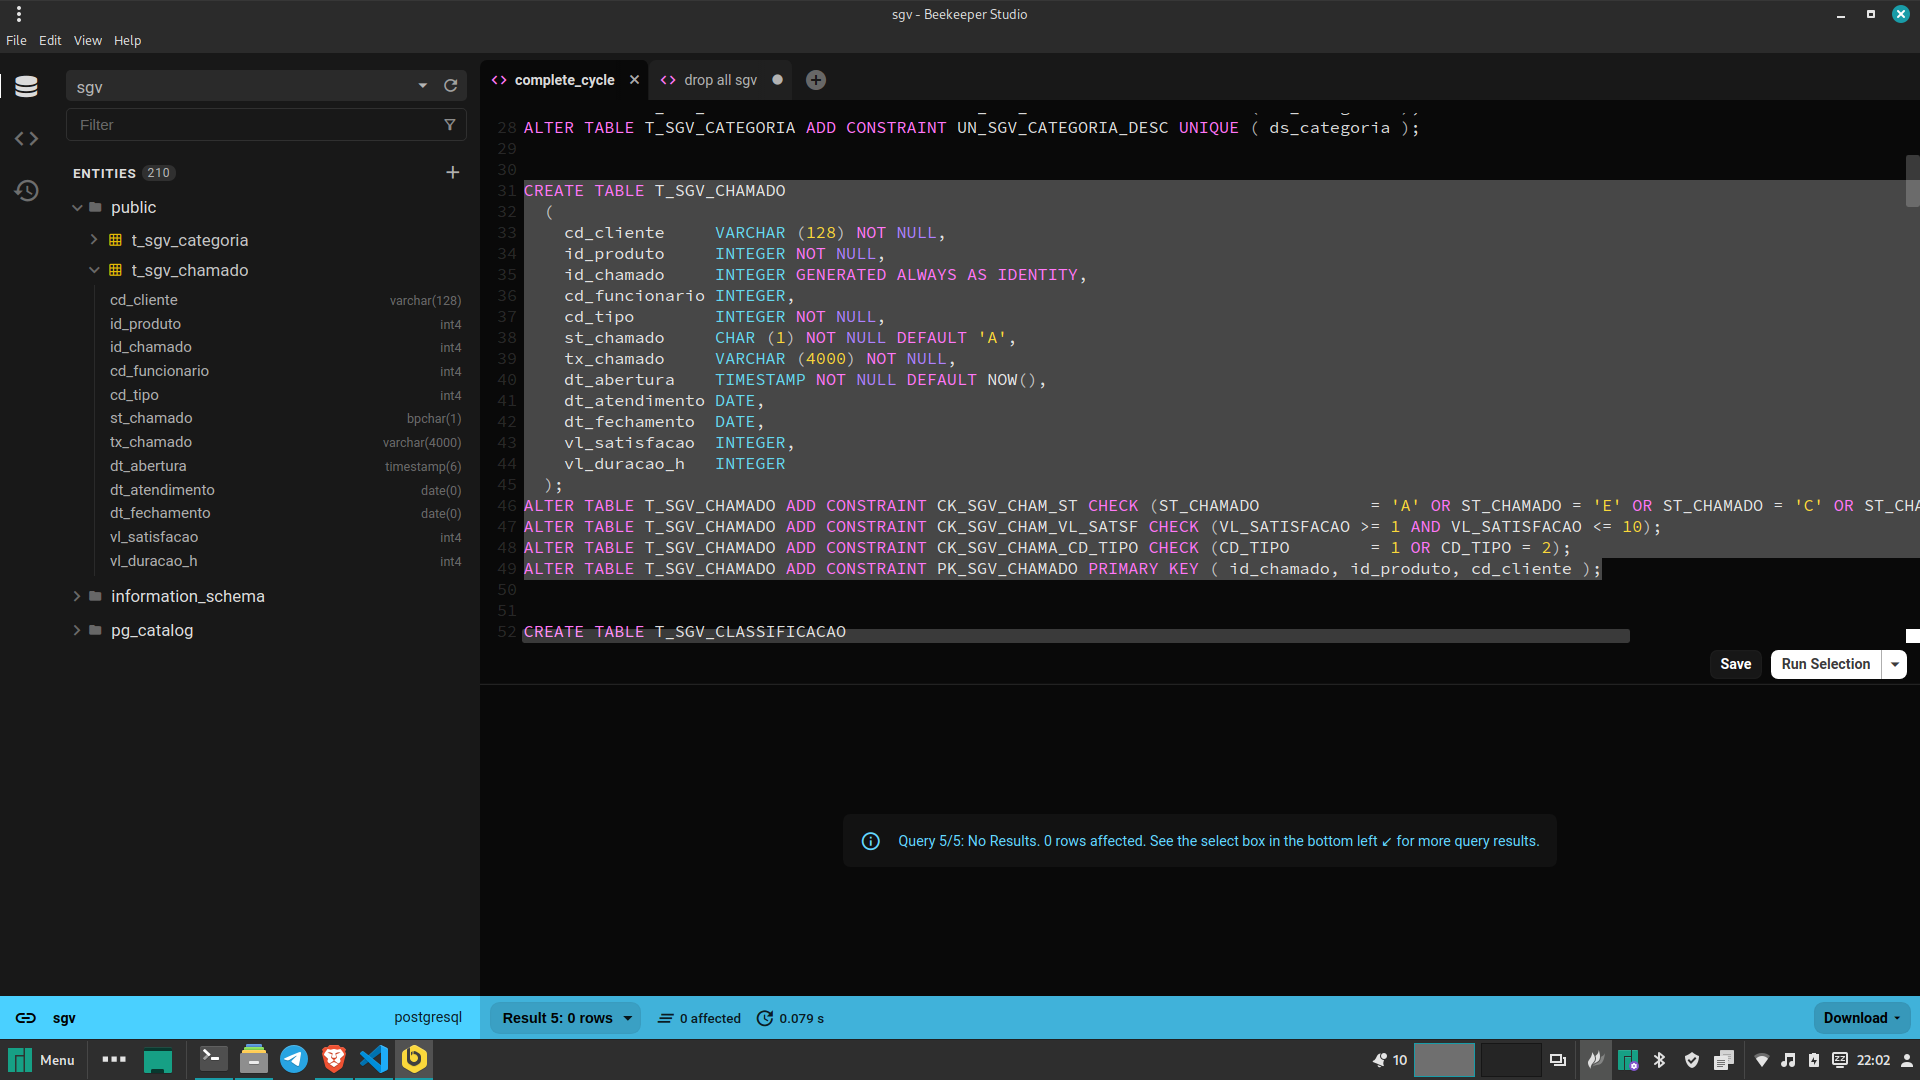 sgv - Beekeeper Studio
File Edit View Help
sgv
Filter
ENTITIES 210
public
t_sgv_categoria
t_sgv_chamado
cd_cliente varchar(128)
id_produto int4
id_chamado int4
cd_funcionario int4
cd_tipo int4
st_chamado bpchar(1)
tx_chamado varchar(4000)
dt_abertura timestamp(6)
dt_atendimento date(0)
dt_fechamento date(0)
vl_satisfacao int4
vl_duracao_h int4
information_schema
pg_catalog
complete_cycle drop all sgv
28 ALTER TABLE T_SGV_CATEGORIA ADD CONSTRAINT UN_SGV_CATEGORIA_DESC UNIQUE ( ds_categoria );
29
30
31 CREATE TABLE T_SGV_CHAMADO
32 (
33 cd_cliente VARCHAR (128) NOT NULL,
34 id_produto INTEGER NOT NULL,
35 id_chamado INTEGER GENERATED ALWAYS AS IDENTITY,
36 cd_funcionario INTEGER,
37 cd_tipo INTEGER NOT NULL,
38 st_chamado CHAR (1) NOT NULL DEFAULT 'A',
39 tx_chamado VARCHAR (4000) NOT NULL,
40 dt_abertura TIMESTAMP NOT NULL DEFAULT NOW(),
41 dt_atendimento DATE,
42 dt_fechamento DATE,
43 vl_satisfacao INTEGER,
44 vl_duracao_h INTEGER
45 );
46 ALTER TABLE T_SGV_CHAMADO ADD CONSTRAINT CK_SGV_CHAM_ST CHECK (ST_CHAMADO = 'A' OR ST_CHAMADO = 'E' OR ST_CHAMADO = 'C' OR ST_CHA
47 ALTER TABLE T_SGV_CHAMADO ADD CONSTRAINT CK_SGV_CHAM_VL_SATSF CHECK (VL_SATISFACAO >= 1 AND VL_SATISFACAO <= 10);
48 ALTER TABLE T_SGV_CHAMADO ADD CONSTRAINT CK_SGV_CHAMA_CD_TIPO CHECK (CD_TIPO = 1 OR CD_TIPO = 2);
49 ALTER TABLE T_SGV_CHAMADO ADD CONSTRAINT PK_SGV_CHAMADO PRIMARY KEY ( id_chamado, id_produto, cd_cliente );
50
51
52 CREATE TABLE T_SGV_CLASSIFICACAO
Save Run Selection
Query 5/5: No Results. 0 rows affected. See the select box in the bottom left ↙ for more query results.
sgv postgresql Result 5: 0 rows 0 affected 0.079 s Download
Menu 10 22:02